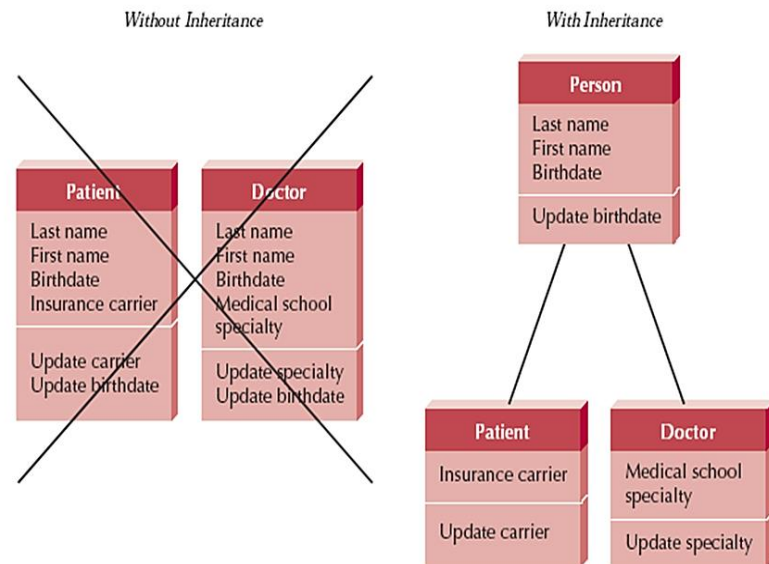 Without Inheritance
Patient
Last name
First name
Birthdate
Insurance carrier
Update carrier
Update birthdate
Doctor
Last name
First name
Birthdate
Medical school
specialty
Update specialty
Update birthdate
With Inheritance
Person
Last name
First name
Birthdate
Update birthdate
Patient
Insurance carrier
Update carrier
Doctor
Medical school
specialty
Update specialty